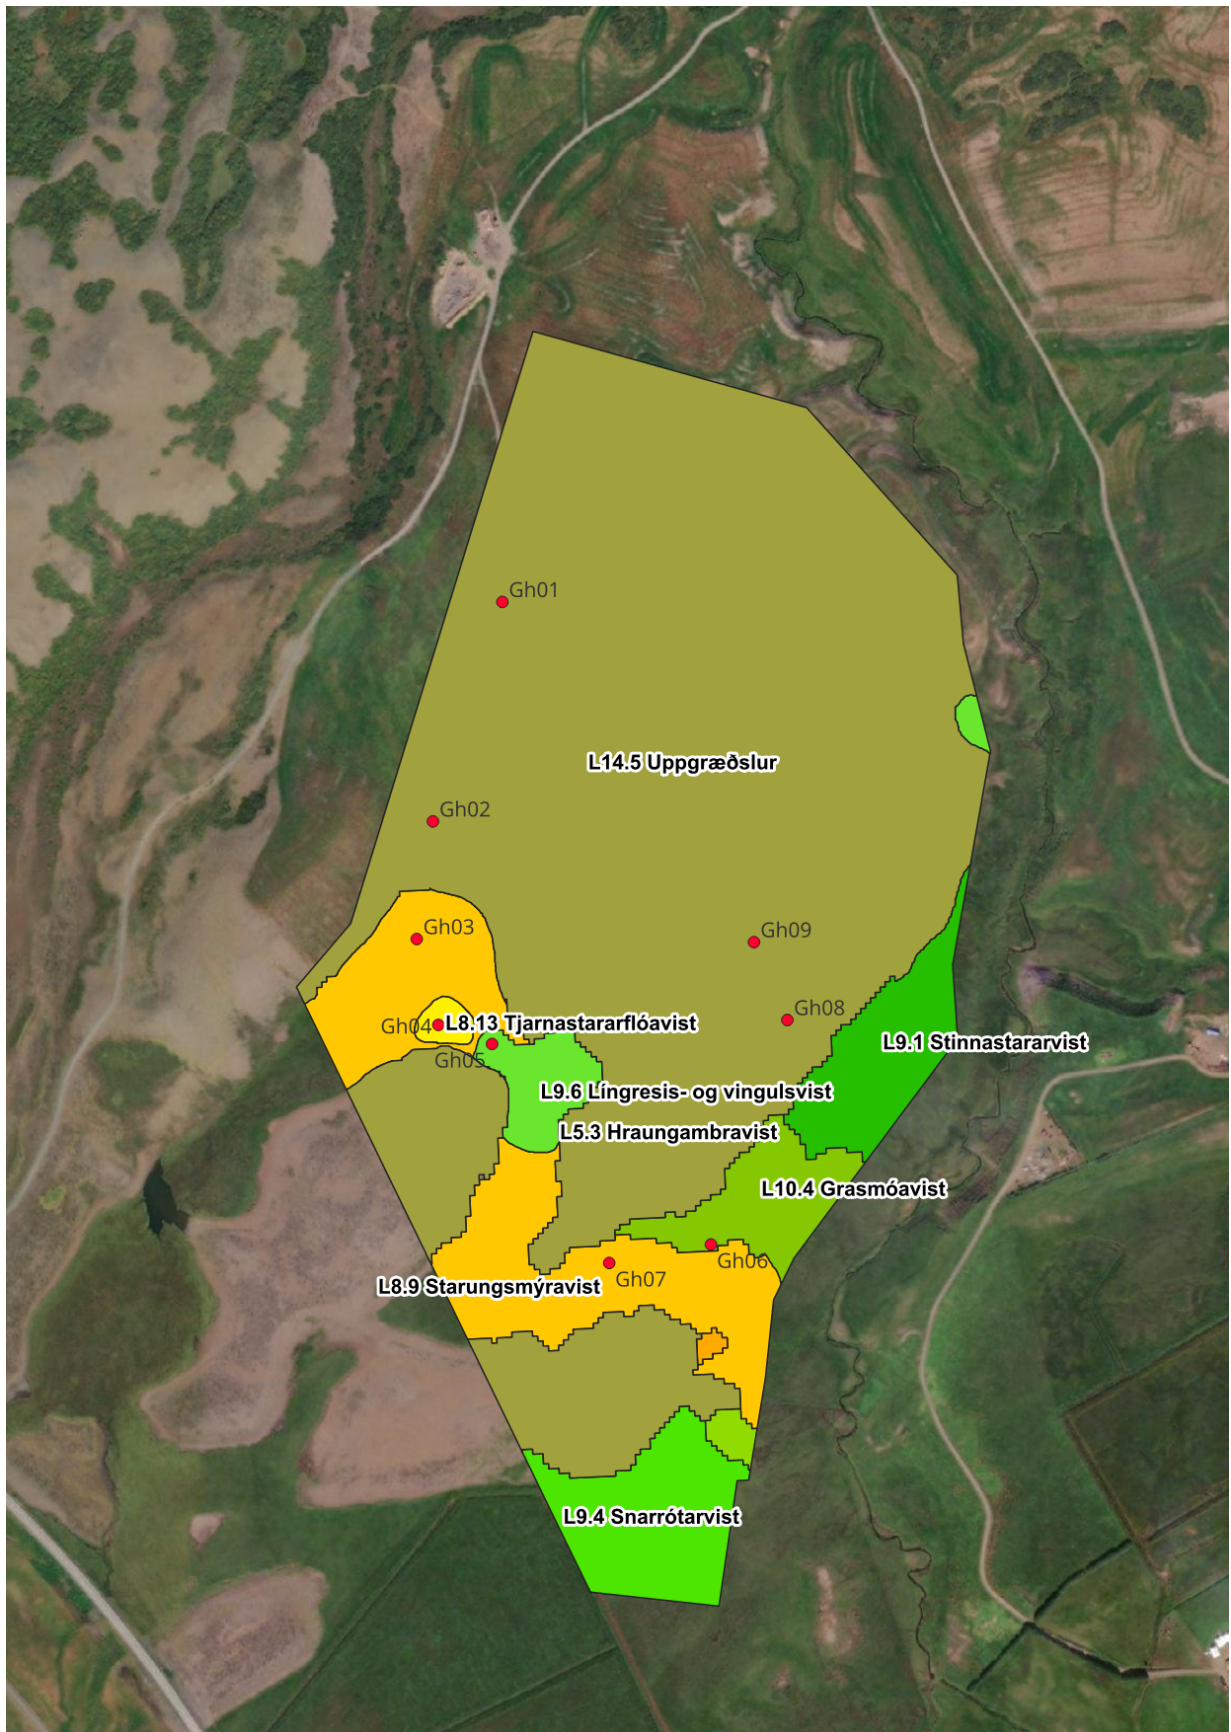 Gh01
L14.5 Uppgræðslur
Gh02
Gh03
Gh09
Gh04
L8.13 Tjarnastararflóavist
Gh08
L9.1 Stinnastararvist
Gh05
L9.6 Língresis- og vingulsvist
L5.3 Hraungambravist
L10.4 Grasmóavist
Gh06
Gh07
L8.9 Starungsmýravist
L9.4 Snarrótarvist